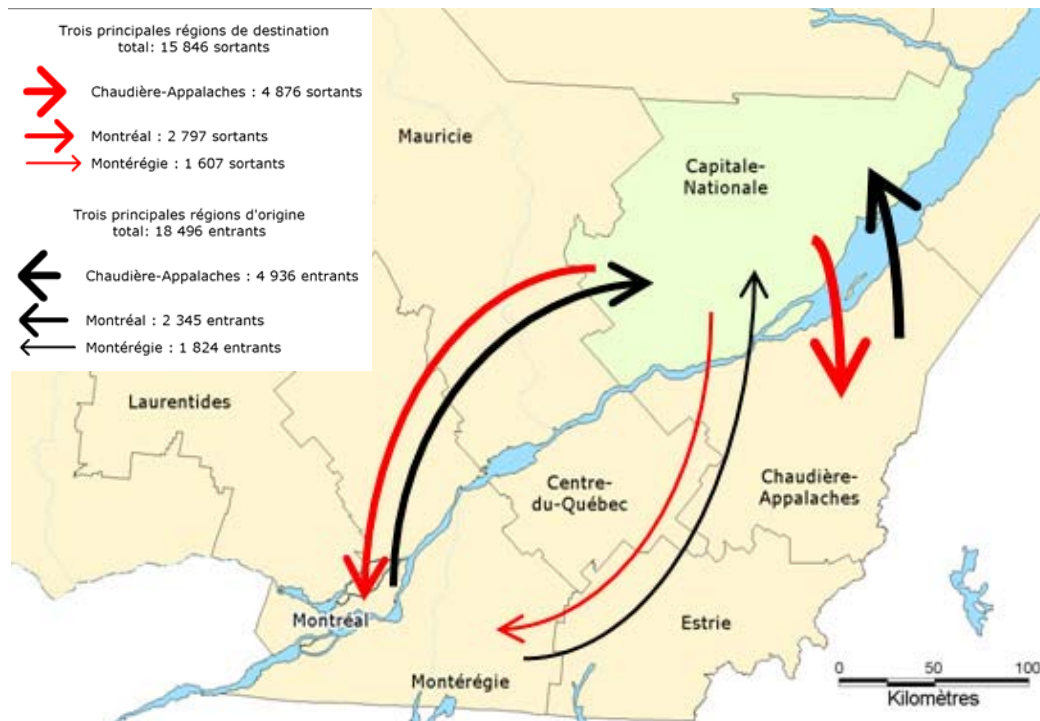 Trois principales régions de destination
total: 15 846 sortants
Chaudière-Appalaches : 4 876 sortants
Montréal : 2 797 sortants
Montérégie : 1 607 sortants
Trois principales régions d'origine
total: 18 496 entrants
Chaudière-Appalaches : 4 936 entrants
Montréal : 2 345 entrants
Montérégie : 1 824 entrants
Mauricie
Capitale-
Nationale
Laurentides
Centre-
du-Québec
Chaudière-
Appalaches
Montréal
Estrie
Montérégie
0 50 100
Kilomètres